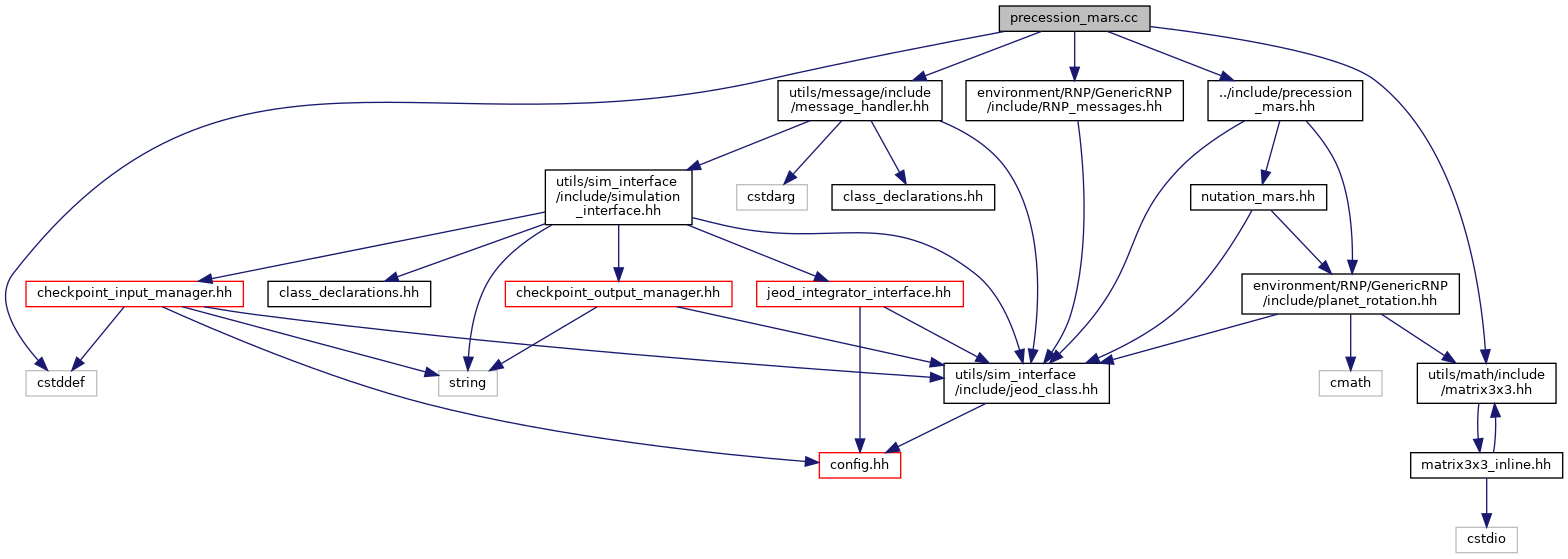 precession_mars.cc
utils/message/include
/message_handler.hh
environment/RNP/GenericRNP
/include/RNP_messages.hh
../include/precession
_mars.hh
utils/sim_interface
/include/simulation
_interface.hh
cstdarg
class_declarations.hh
nutation_mars.hh
checkpoint_input_manager.hh
class_declarations.hh
checkpoint_output_manager.hh
jeod_integrator_interface.hh
environment/RNP/GenericRNP
/include/planet_rotation.hh
cstddef
string
utils/sim_interface
/include/jeod_class.hh
cmath
utils/math/include
/matrix3x3.hh
config.hh
matrix3x3_inline.hh
cstdio